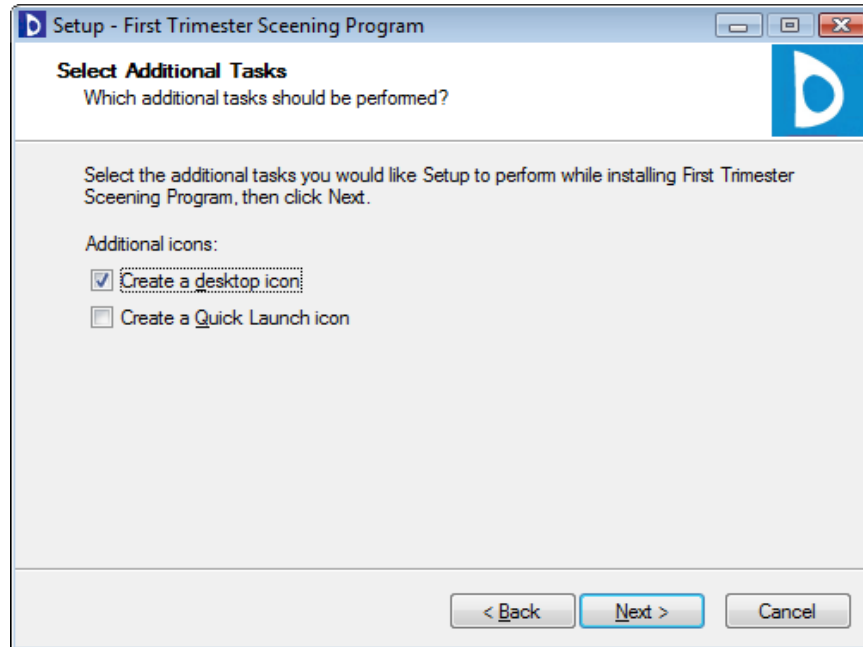 Setup - First Trimester Sceening Program
Select Additional Tasks
Which additional tasks should be performed?
Select the additional tasks you would like Setup to perform while installing First Trimester
Sceening Program, then click Next.
Additional icons:
Create a desktop icon
Create a Quick Launch icon
< Back
Next >
Cancel